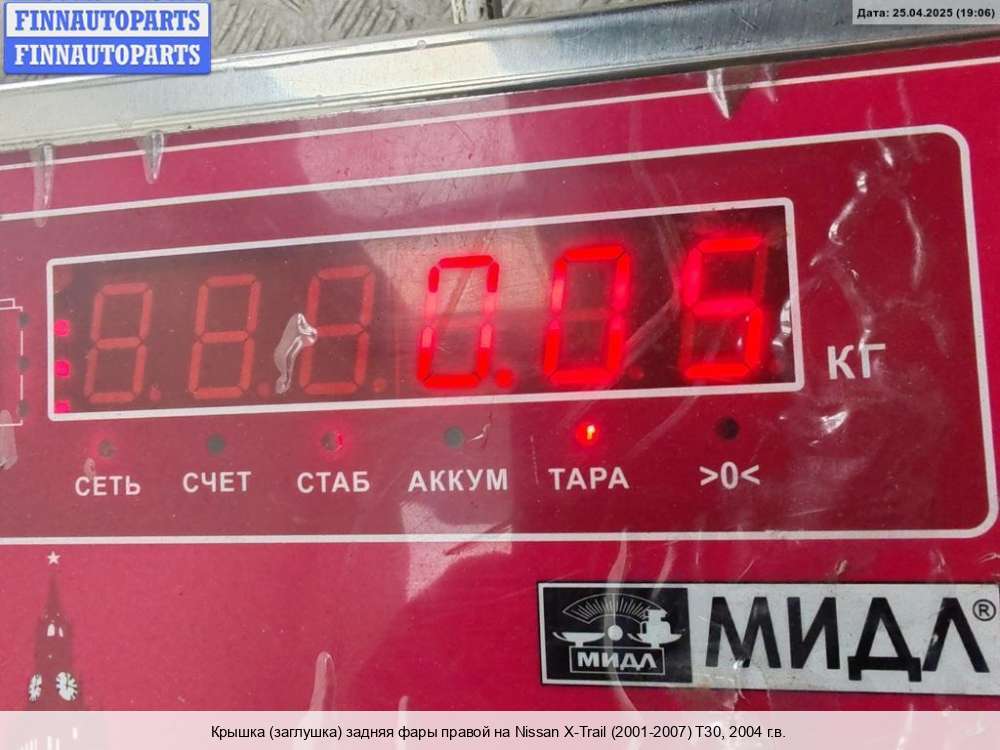 FINNAUTOPARTS
FINNAUTOPARTS
Дата: 25.04.2025 (19:06)
0.05
КГ
СЕТЬ СЧЕТ СТАБ АККУМ ТАРА >0<
МИДЛ
МИДЛ®
Крышка (заглушка) задняя фары правой на Nissan X-Trail (2001-2007) T30, 2004 г.в.